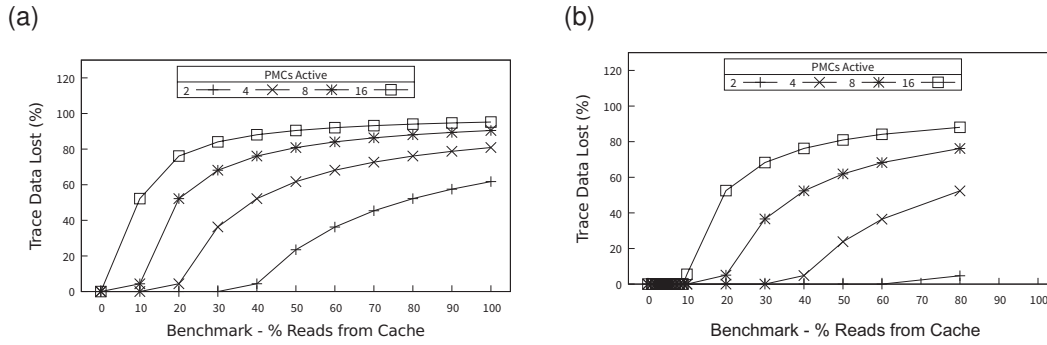 (a)
(b)
120
100
80
60
40
20
0
Trace Data Lost (%)
PMCs Active
2 4 8 16
0 10 20 30 40 50 60 70 80 90 100
Benchmark - % Reads from Cache
120
100
80
60
40
20
0
Trace Data Lost (%)
PMCs Active
2 4 8 16
0 10 20 30 40 50 60 70 80 90 100
Benchmark - % Reads from Cache